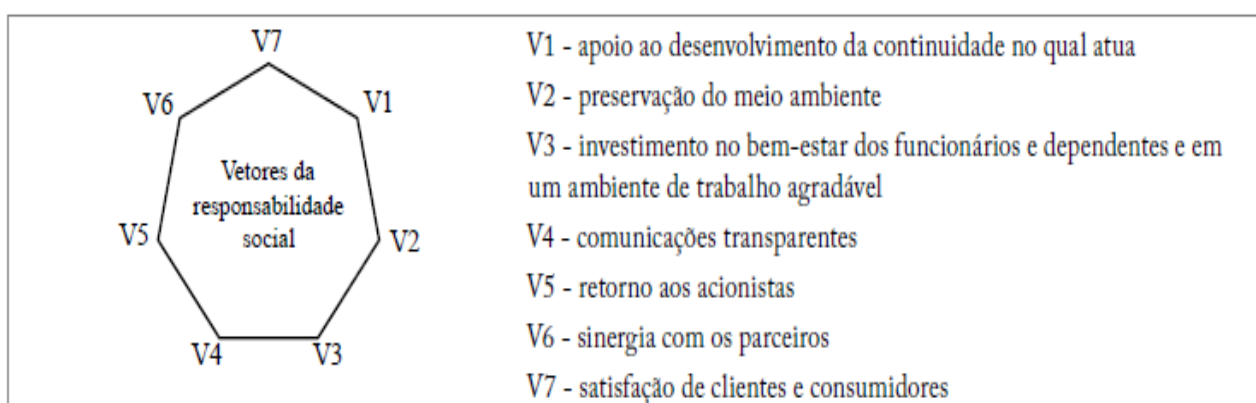 V7
V6
V1
Vetores da
responsabilidade
social
V5
V2
V4
V3
V1 - apoio ao desenvolvimento da continuidade no qual atua
V2 - preservação do meio ambiente
V3 - investimento no bem-estar dos funcionários e dependentes e em
um ambiente de trabalho agradável
V4 - comunicações transparentes
V5 - retorno aos acionistas
V6 - sinergia com os parceiros
V7 - satisfação de clientes e consumidores